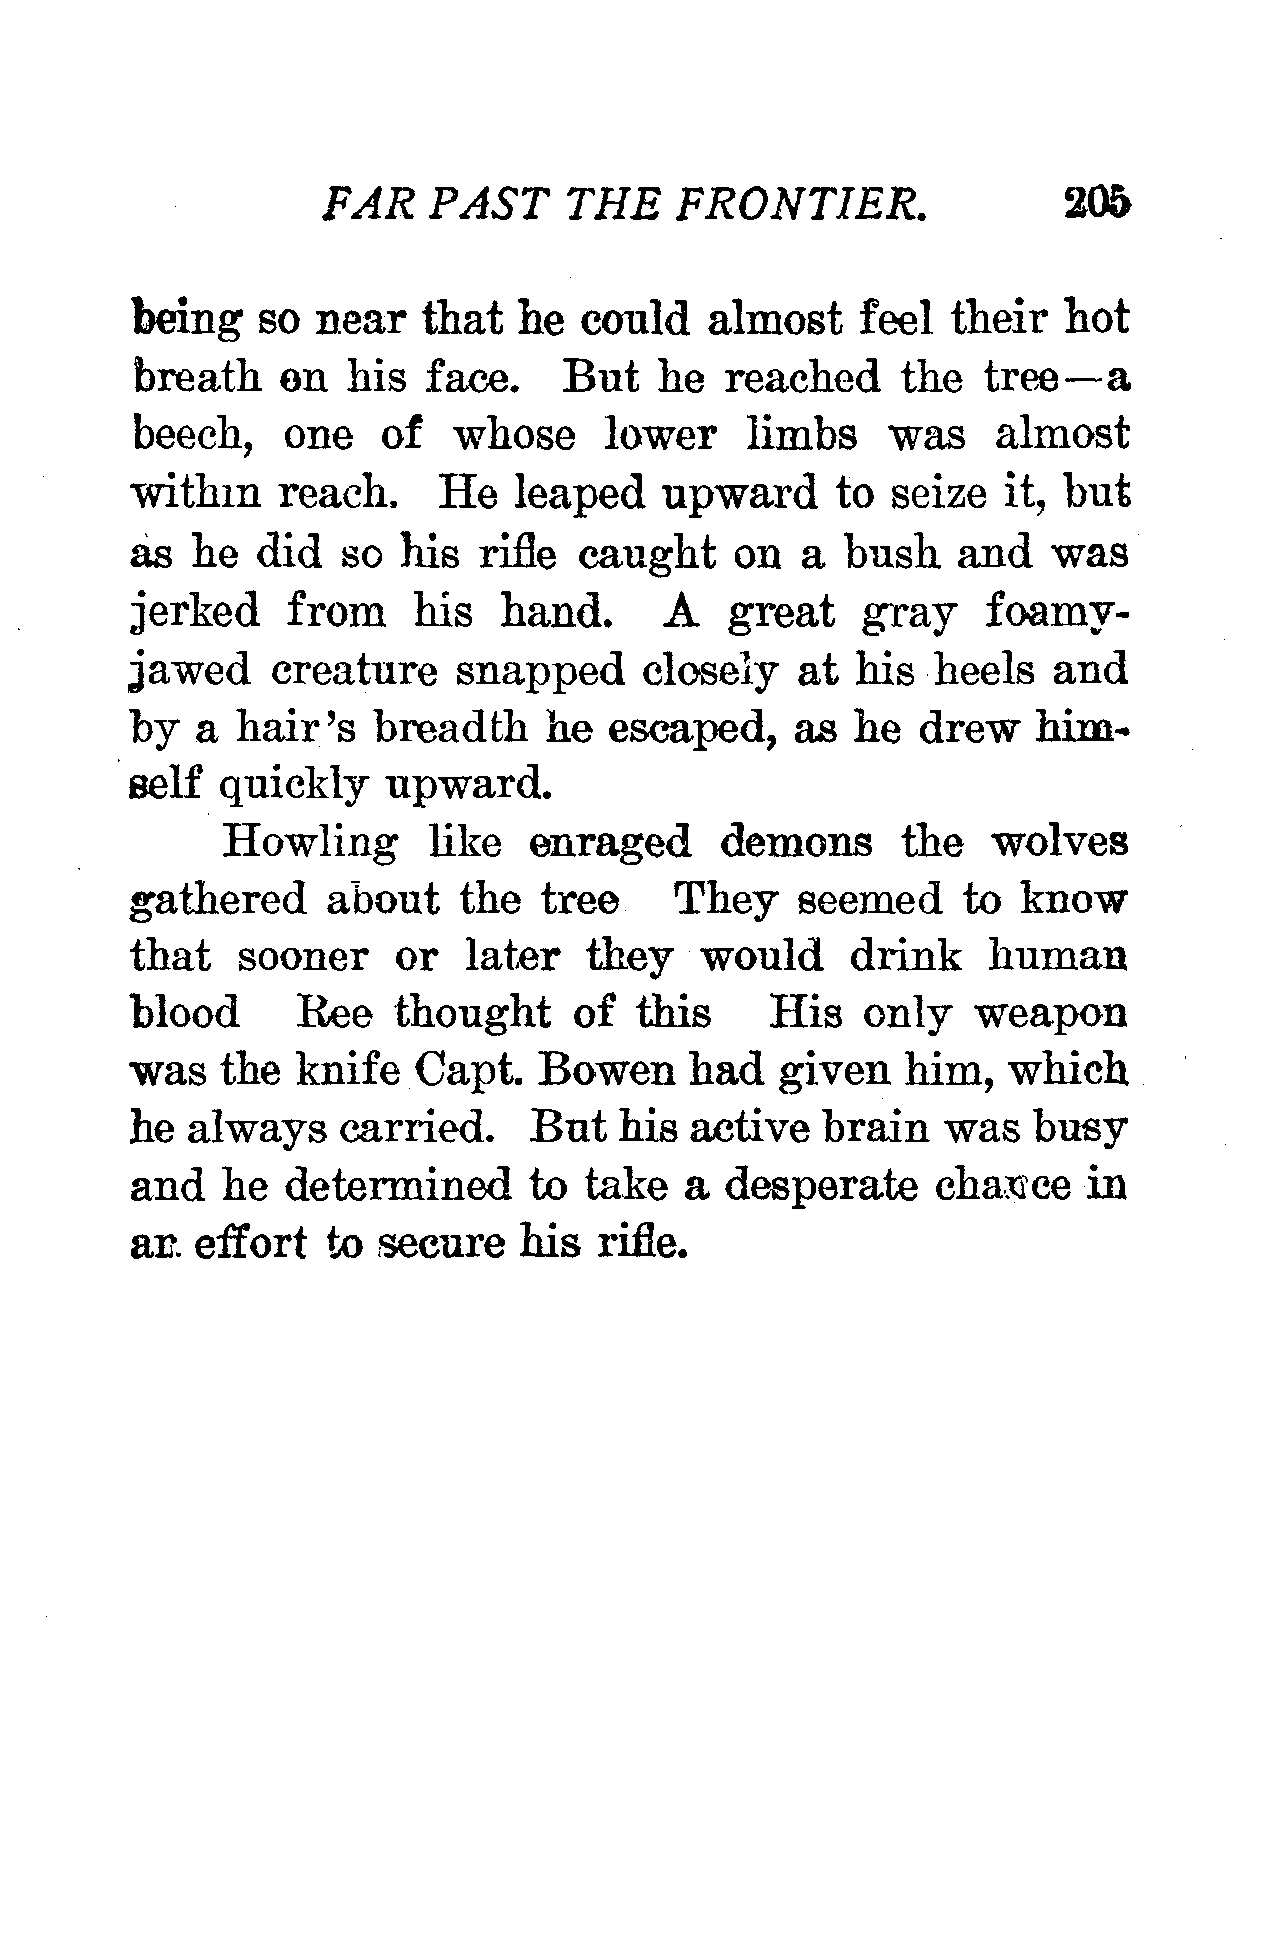 FAR PAST THE FRONTIER. 205
being so near that he could almost feel their hot
breath on his face. But he reached the tree—a
beech, one of whose lower limbs was almost
within reach. He leaped upward to seize it, but
as he did so his rifle caught on a bush and was
jerked from his hand. A great gray foamy-
jawed creature snapped closely at his heels and
by a hair's breadth he escaped, as he drew him-
self quickly upward.
Howling like enraged demons the wolves
gathered about the tree They seemed to know
that sooner or later they would drink human
blood Ree thought of this His only weapon
was the knife Capt. Bowen had given him, which
he always carried. But his active brain was busy
and he determined to take a desperate chance in
an effort to secure his rifle.